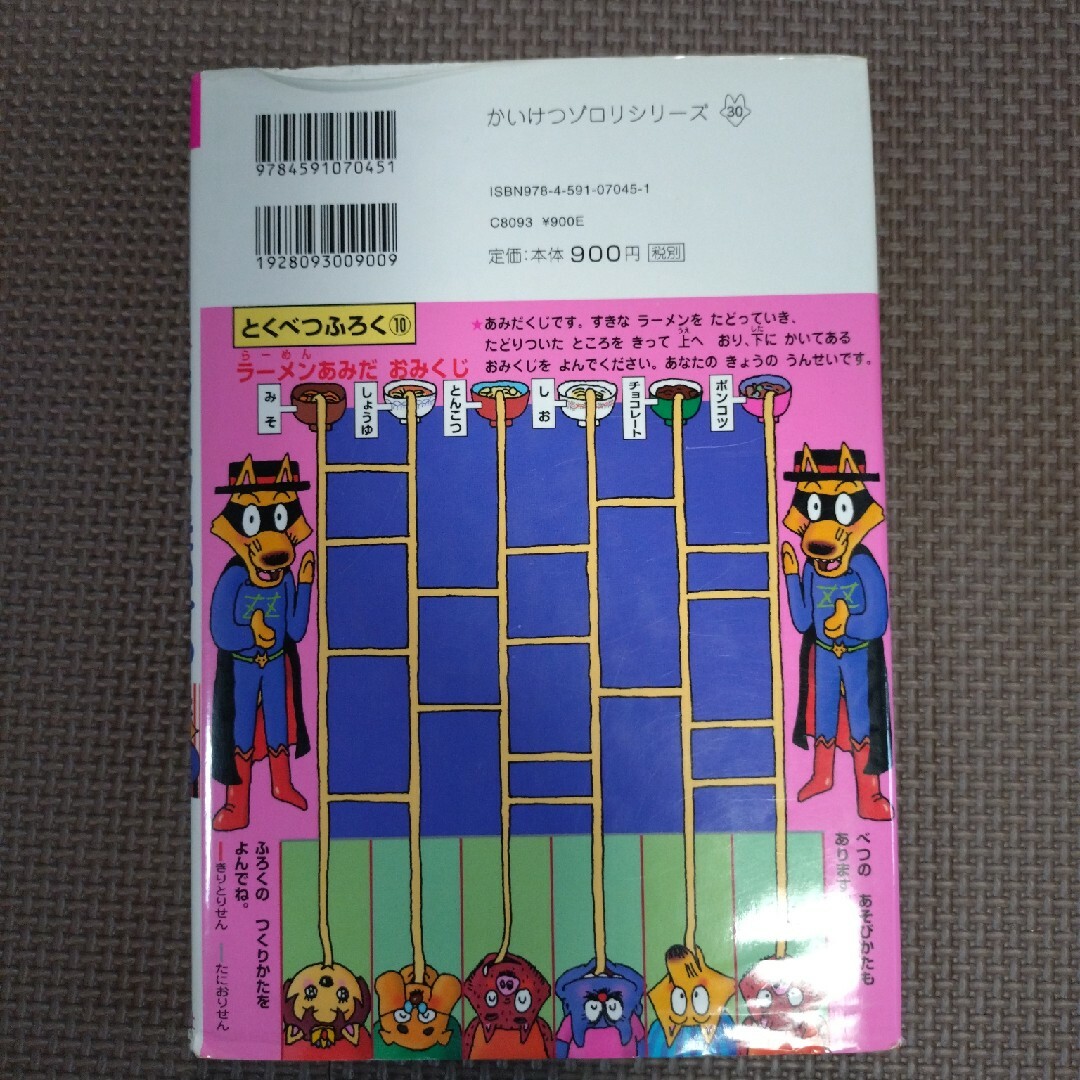 かいけつゾロリシリーズ 30
9784591070451
ISBN978-4-591-07045-1
C8093 ¥900E
1928093009009
定価:本体900円 税別
とくべつふろく⑩
らーめん
ラーメンあみだ おみくじ
★あみだくじです。すきな ラーメンを たどっていき、
たどりついた ところを きって 上へ おり、下に かいてある
うえ
した
おみくじを よんでください。あなたの きょうの うんせいです。
みそ
しょうゆ
とんこつ
しお
チョコレート
ポンコツ
ZZ
ZZ
べつの あそびかたも
あります
ふろくの つくりかたを
よんでね。
きりとりせん
たにおりせん